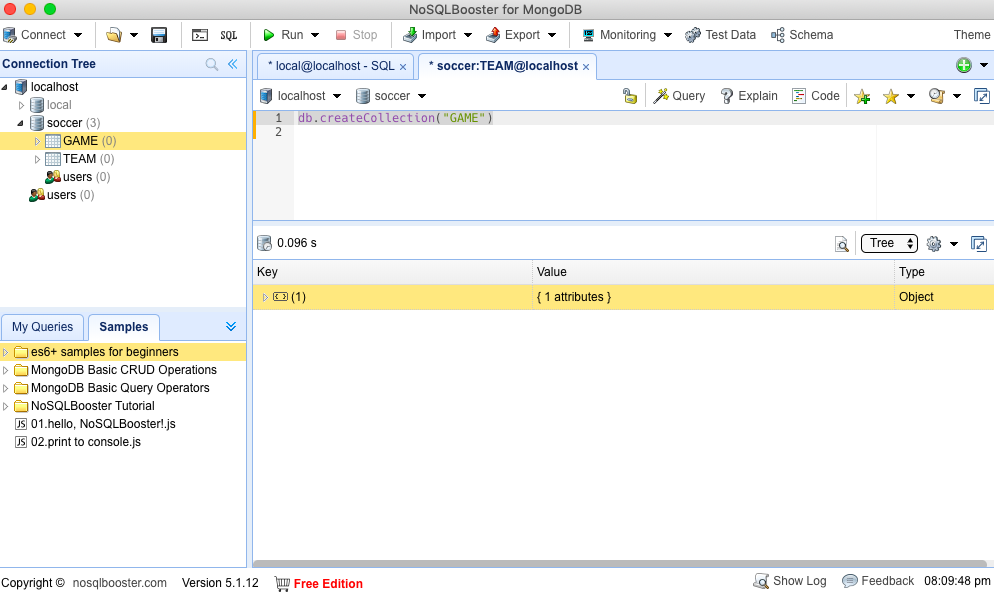 NoSQLBooster for MongoDB
Connect SQL Run Stop Import Export Monitoring Test Data Schema Theme
Connection Tree
localhost
local
soccer (3)
GAME (0)
TEAM (0)
users (0)
users (0)
My Queries Samples
es6+ samples for beginners
MongoDB Basic CRUD Operations
MongoDB Basic Query Operators
NoSQLBooster Tutorial
JS 01.hello, NoSQLBooster!.js
JS 02.print to console.js
* local@localhost - SQL × * soccer:TEAM@localhost ×
localhost soccer Query Explain Code
1 db.createCollection("GAME")
2
0.096 s Tree
Key Value Type
(1) { 1 attributes } Object
Copyright © nosqlbooster.com Version 5.1.12 Free Edition Show Log Feedback 08:09:48 pm